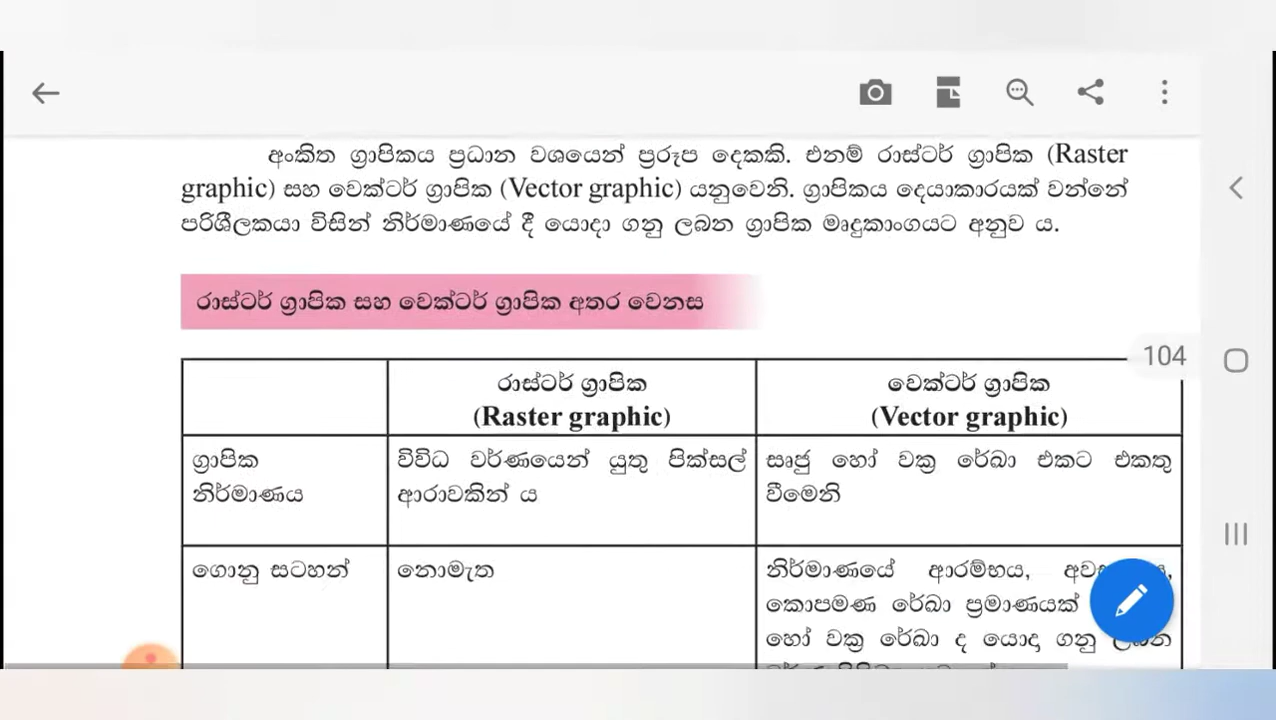 අංකිත ග්‍රාපිකය ප්‍රධාන වශයෙන් ප්‍රරූප දෙකකි. එනම් රාස්ටර් ග්‍රාපික (Raster
graphic) සහ වෙක්ටර් ග්‍රාපික (Vector graphic) යනුවෙනි. ග්‍රාපිකය දෙයාකාරයක් වන්නේ
පරිශීලකයා විසින් නිර්මාණයේ දී යොදා ගනු ලබන ග්‍රාපික මෘදුකාංගයට අනුව ය.
රාස්ටර් ග්‍රාපික සහ වෙක්ටර් ග්‍රාපික අතර වෙනස
104
රාස්ටර් ග්‍රාපික
(Raster graphic)
වෙක්ටර් ග්‍රාපික
(Vector graphic)
ග්‍රාපික
නිර්මාණය
විවිධ වර්ණයෙන් යුතු පික්සල්
ආරාවකින් ය
සෘජු හෝ වක්‍ර රේඛා එකට එකතු
වීමෙනි
ගොනු සටහන්
නොමැත
නිර්මාණයේ ආරම්භය,
කොපමණ රේඛා ප්‍රමාණයක්
හෝ වක්‍ර රේඛා ද යොදා ගනු ලබන